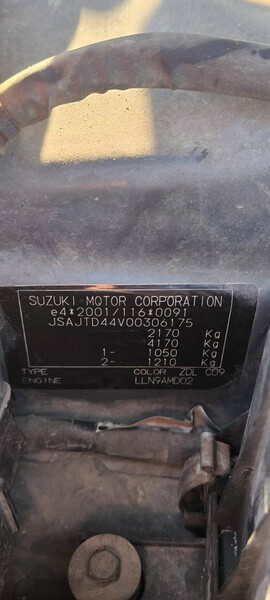 SUZUKI MOTOR CORPORATION
e4*2001/116*0091
JSAJTD44V00306175
2170 Kg
4170 Kg
1- 1050 Kg
2- 1210 Kg
TYPE COLOR ZDL C09
ENGINE LLN9AMD02